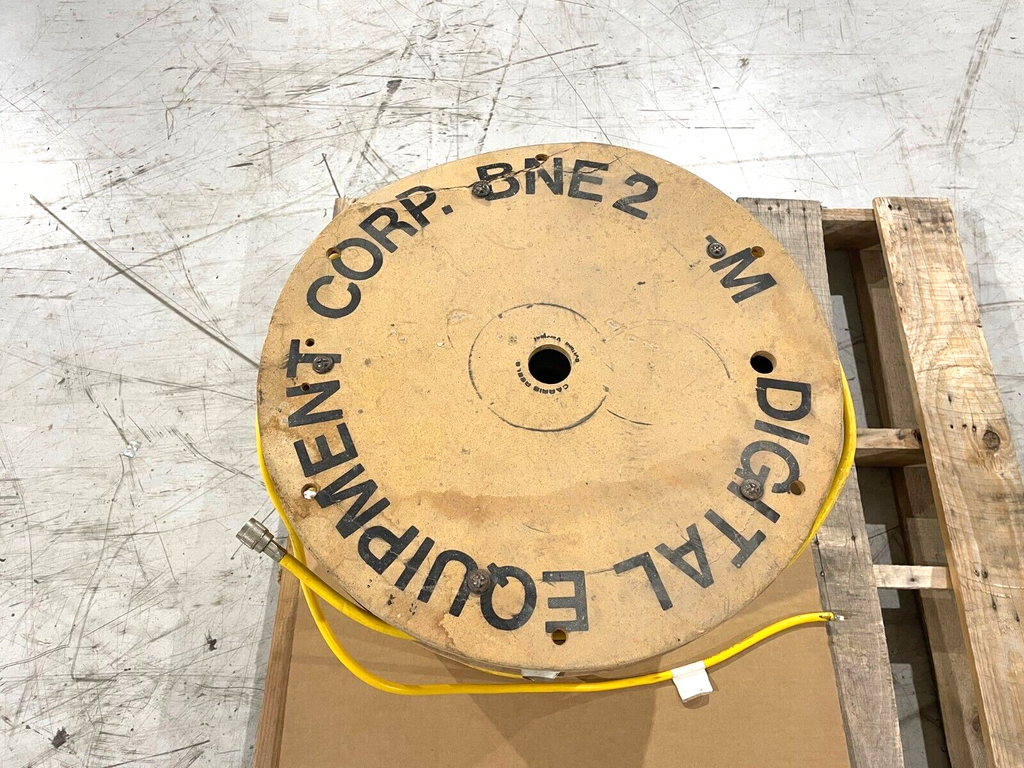 DIGITAL EQUIPMENT CORP. BNE 2 -M
CARRIS REELS